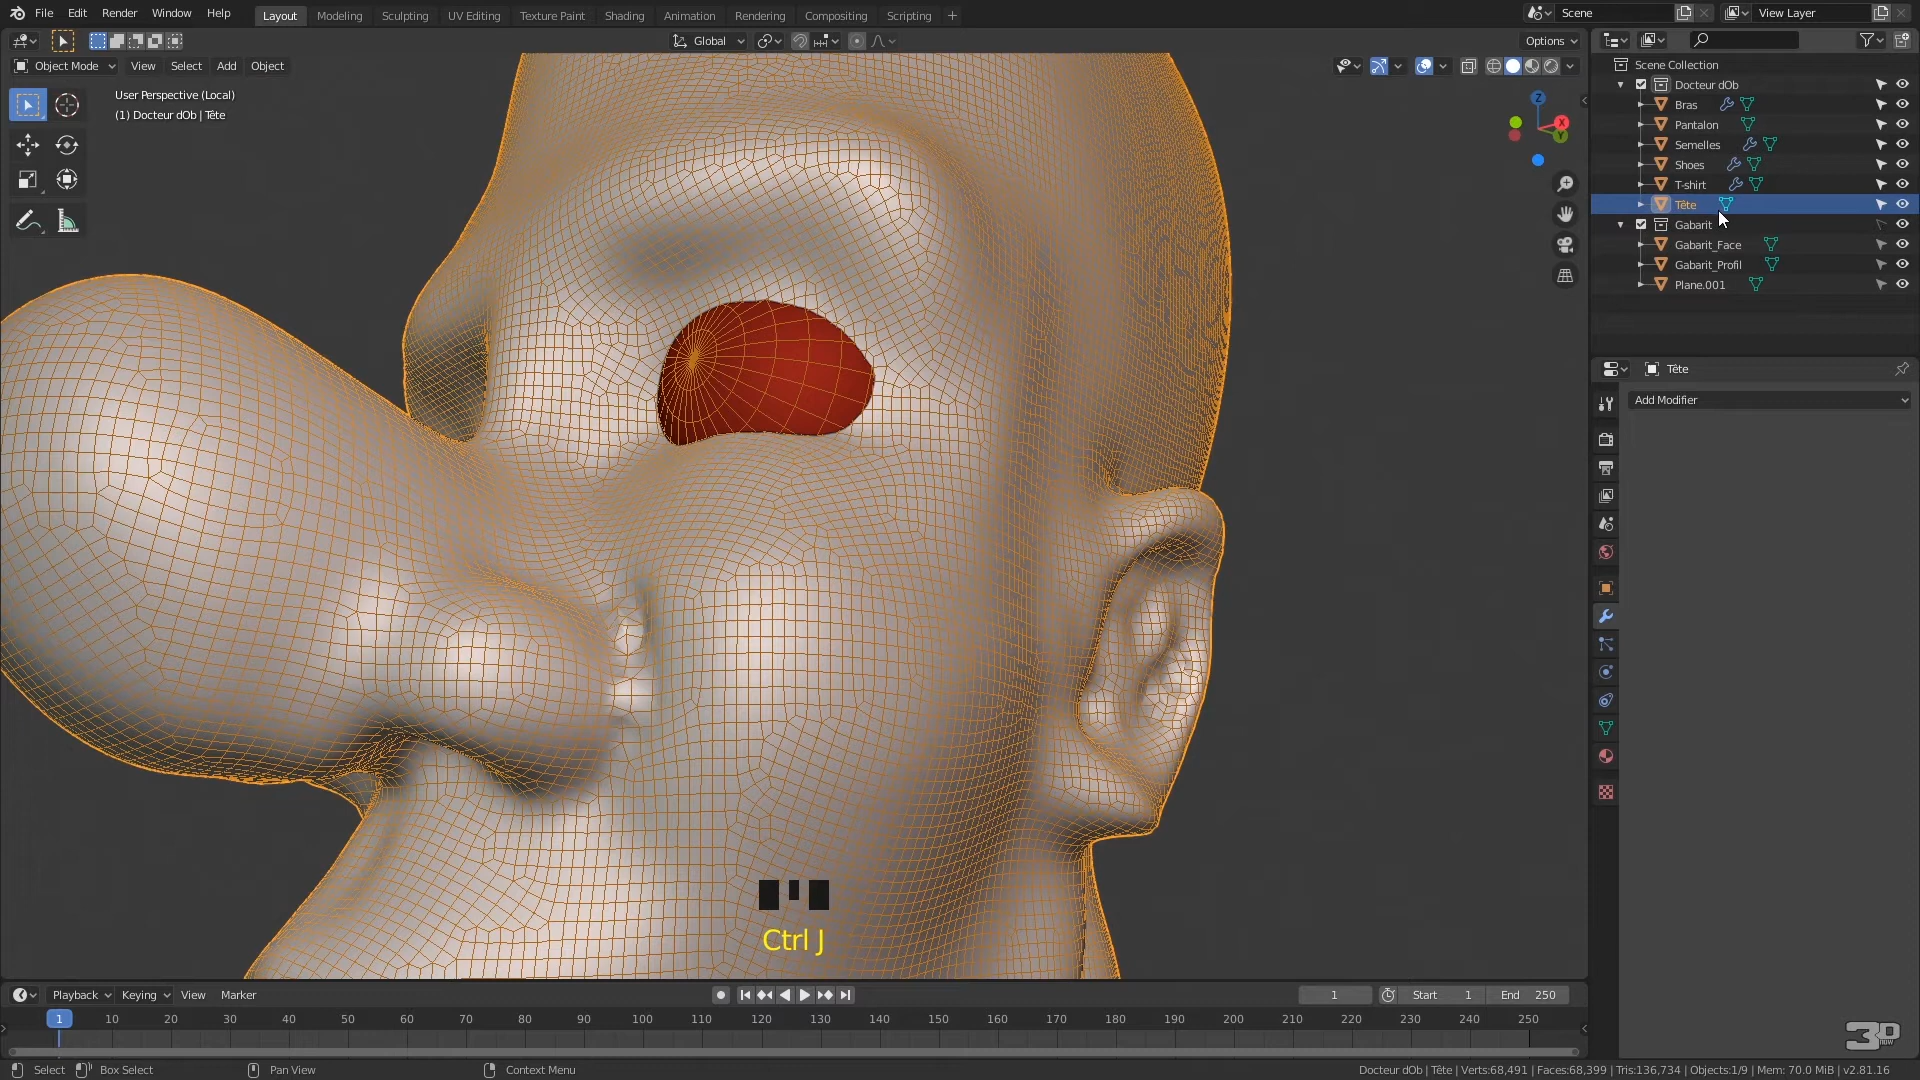 File Edit Render Window Help Layout Modeling Sculpting UV Editing Texture Paint Shading Animation Rendering Compositing Scripting + Scene View Layer
Global Options
Object Mode View Select Add Object
User Perspective (Local)
(1) Docteur dOb | Tête
Z
X
Y
Scene Collection
Docteur dOb
Bras
Pantalon
Semelles
Shoes
T-shirt
Tête
Gabarit
Gabarit_Face
Gabarit_Profil
Plane.001
Tête
Add Modifier
Ctrl J
Playback Keying View Marker 1 Start 1 End 250
1 10 20 30 40 50 60 70 80 90 100 110 120 130 140 150 160 170 180 190 200 210 220 230 240 250
3D now
Select Box Select Pan View Context Menu Docteur dOb | Tête | Verts:68,491 | Faces:68,399 | Tris:136,734 | Objects:1/9 | Mem: 70.0 MiB | v2.81.16